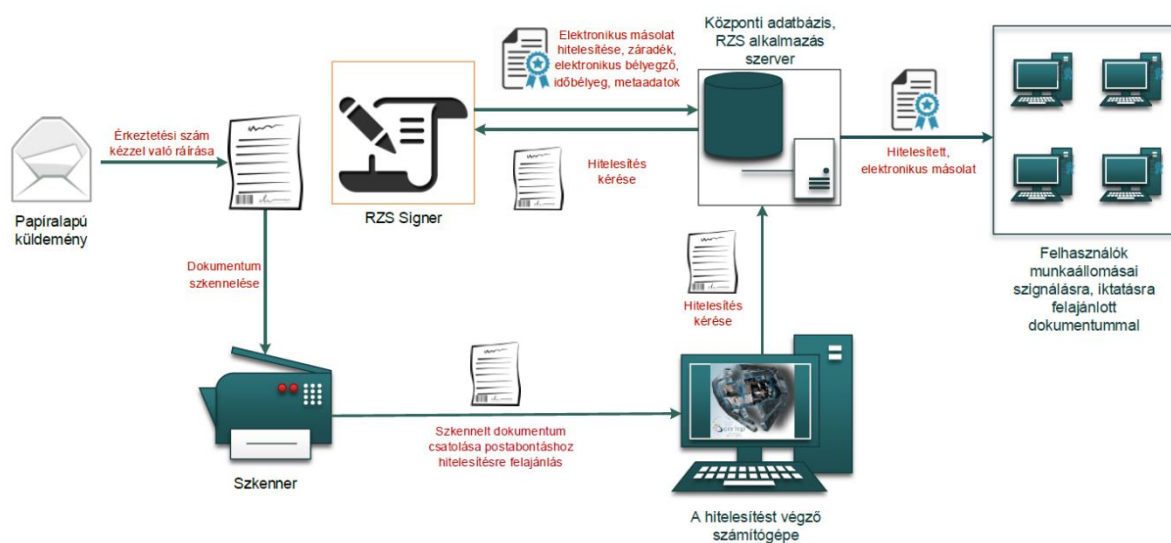 Központi adatbázis,
RZS alkalmazás
szerver
Elektronikus másolat
hitelesítése, záradék,
elektronikus bélyegző,
időbélyeg, metaadatok
Érkeztetési szám
kézzel való ráírása
Hitelesítés
kérése
Hitelesített,
elektronikus másolat
Papíralapú
küldemény
RZS Signer
Dokumentum
szkennelése
Hitelesítés
kérése
Felhasználók
munkaállomásai
szignálásra, iktatásra
felajánlott
dokumentummal
Szkennelt dokumentum
csatolása postabontáshoz
hitelesítésre felajánlás
Szkenner
A hitelesítést végző
számítógépe